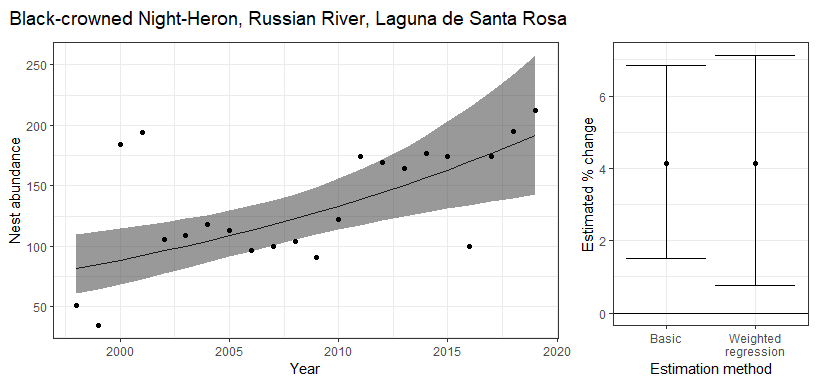 Black-crowned Night-Heron, Russian River, Laguna de Santa Rosa
Nest abundance
250
200
150
100
50
2000
2005
2010
2015
2020
Year
Estimated % change
6
4
2
0
Basic
Weighted
regression
Estimation method